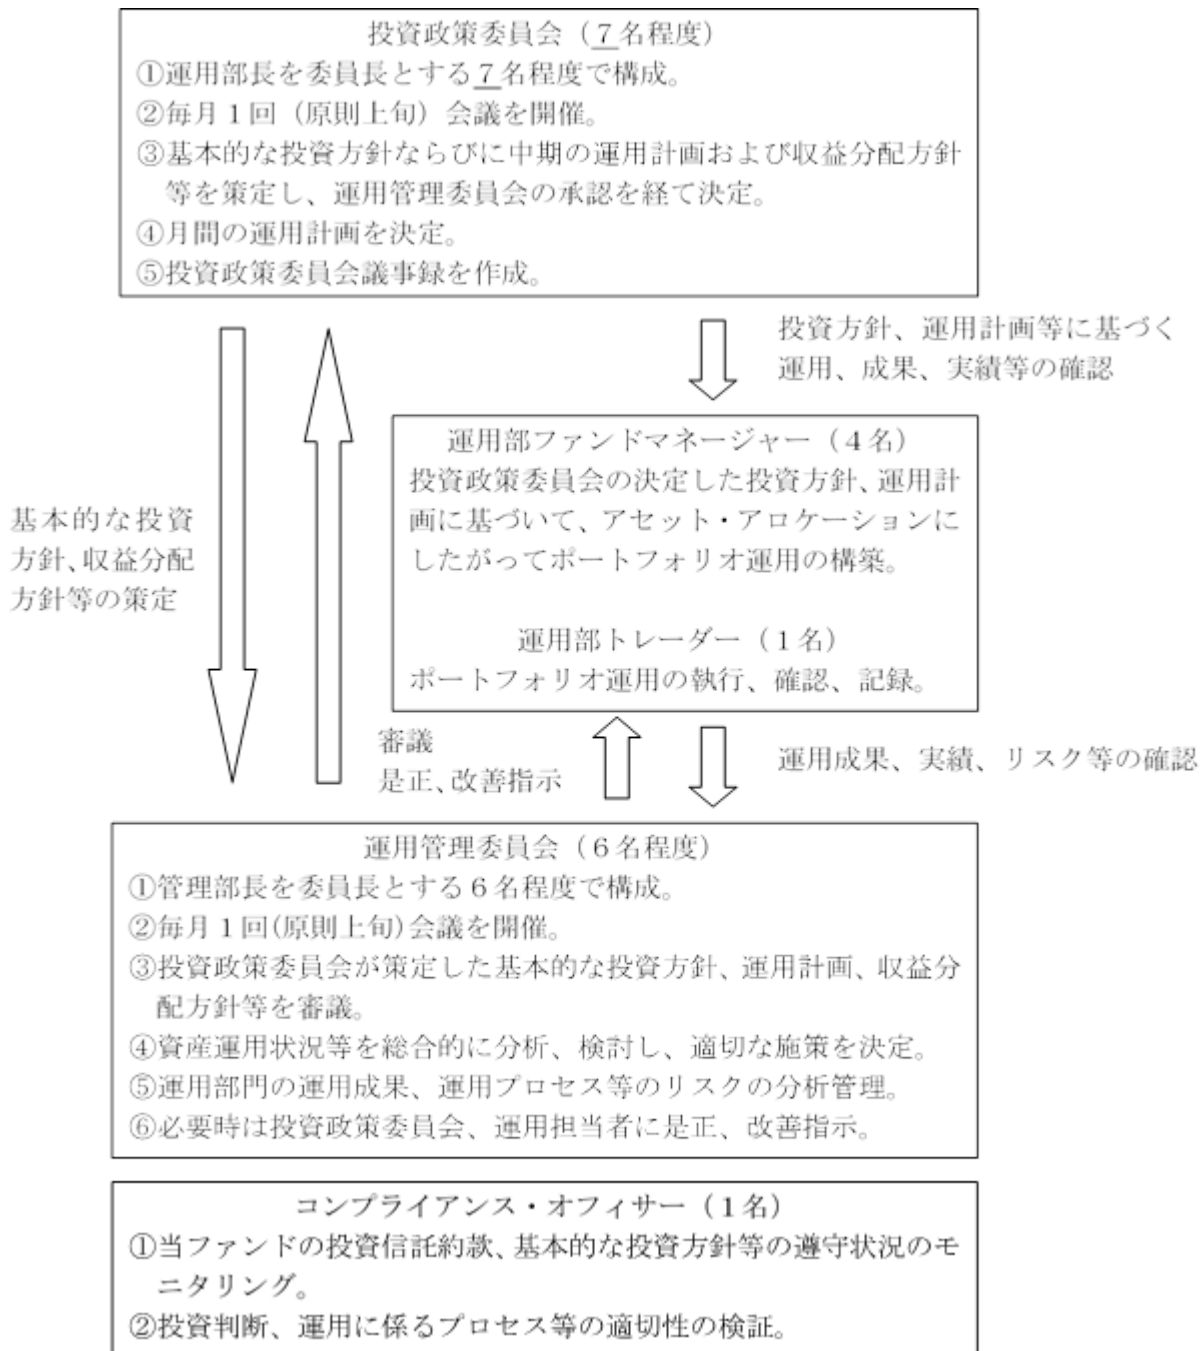 投資政策委員会（７名程度）
①運用部長を委員長とする７名程度で構成。
②毎月１回（原則上旬）会議を開催。
③基本的な投資方針ならびに中期の運用計画および収益分配方針
等を策定し、運用管理委員会の承認を経て決定。
④月間の運用計画を決定。
⑤投資政策委員会議事録を作成。
投資方針、運用計画等に基づく
運用、成果、実績等の確認
運用部ファンドマネージャー（４名）
投資政策委員会の決定した投資方針、運用計
画に基づいて、アセット・アロケーションに
したがってポートフォリオ運用の構築。
運用部トレーダー（１名）
ポートフォリオ運用の執行、確認、記録。
基本的な投資
方針、収益分配
方針等の策定
審議
是正、改善指示
運用成果、実績、リスク等の確認
運用管理委員会（６名程度）
①管理部長を委員長とする６名程度で構成。
②毎月１回(原則上旬)会議を開催。
③投資政策委員会が策定した基本的な投資方針、運用計画、収益分
配方針等を審議。
④資産運用状況等を総合的に分析、検討し、適切な施策を決定。
⑤運用部門の運用成果、運用プロセス等のリスクの分析管理。
⑥必要時は投資政策委員会、運用担当者に是正、改善指示。
コンプライアンス・オフィサー（１名）
①当ファンドの投資信託約款、基本的な投資方針等の遵守状況のモ
ニタリング。
②投資判断、運用に係るプロセス等の適切性の検証。